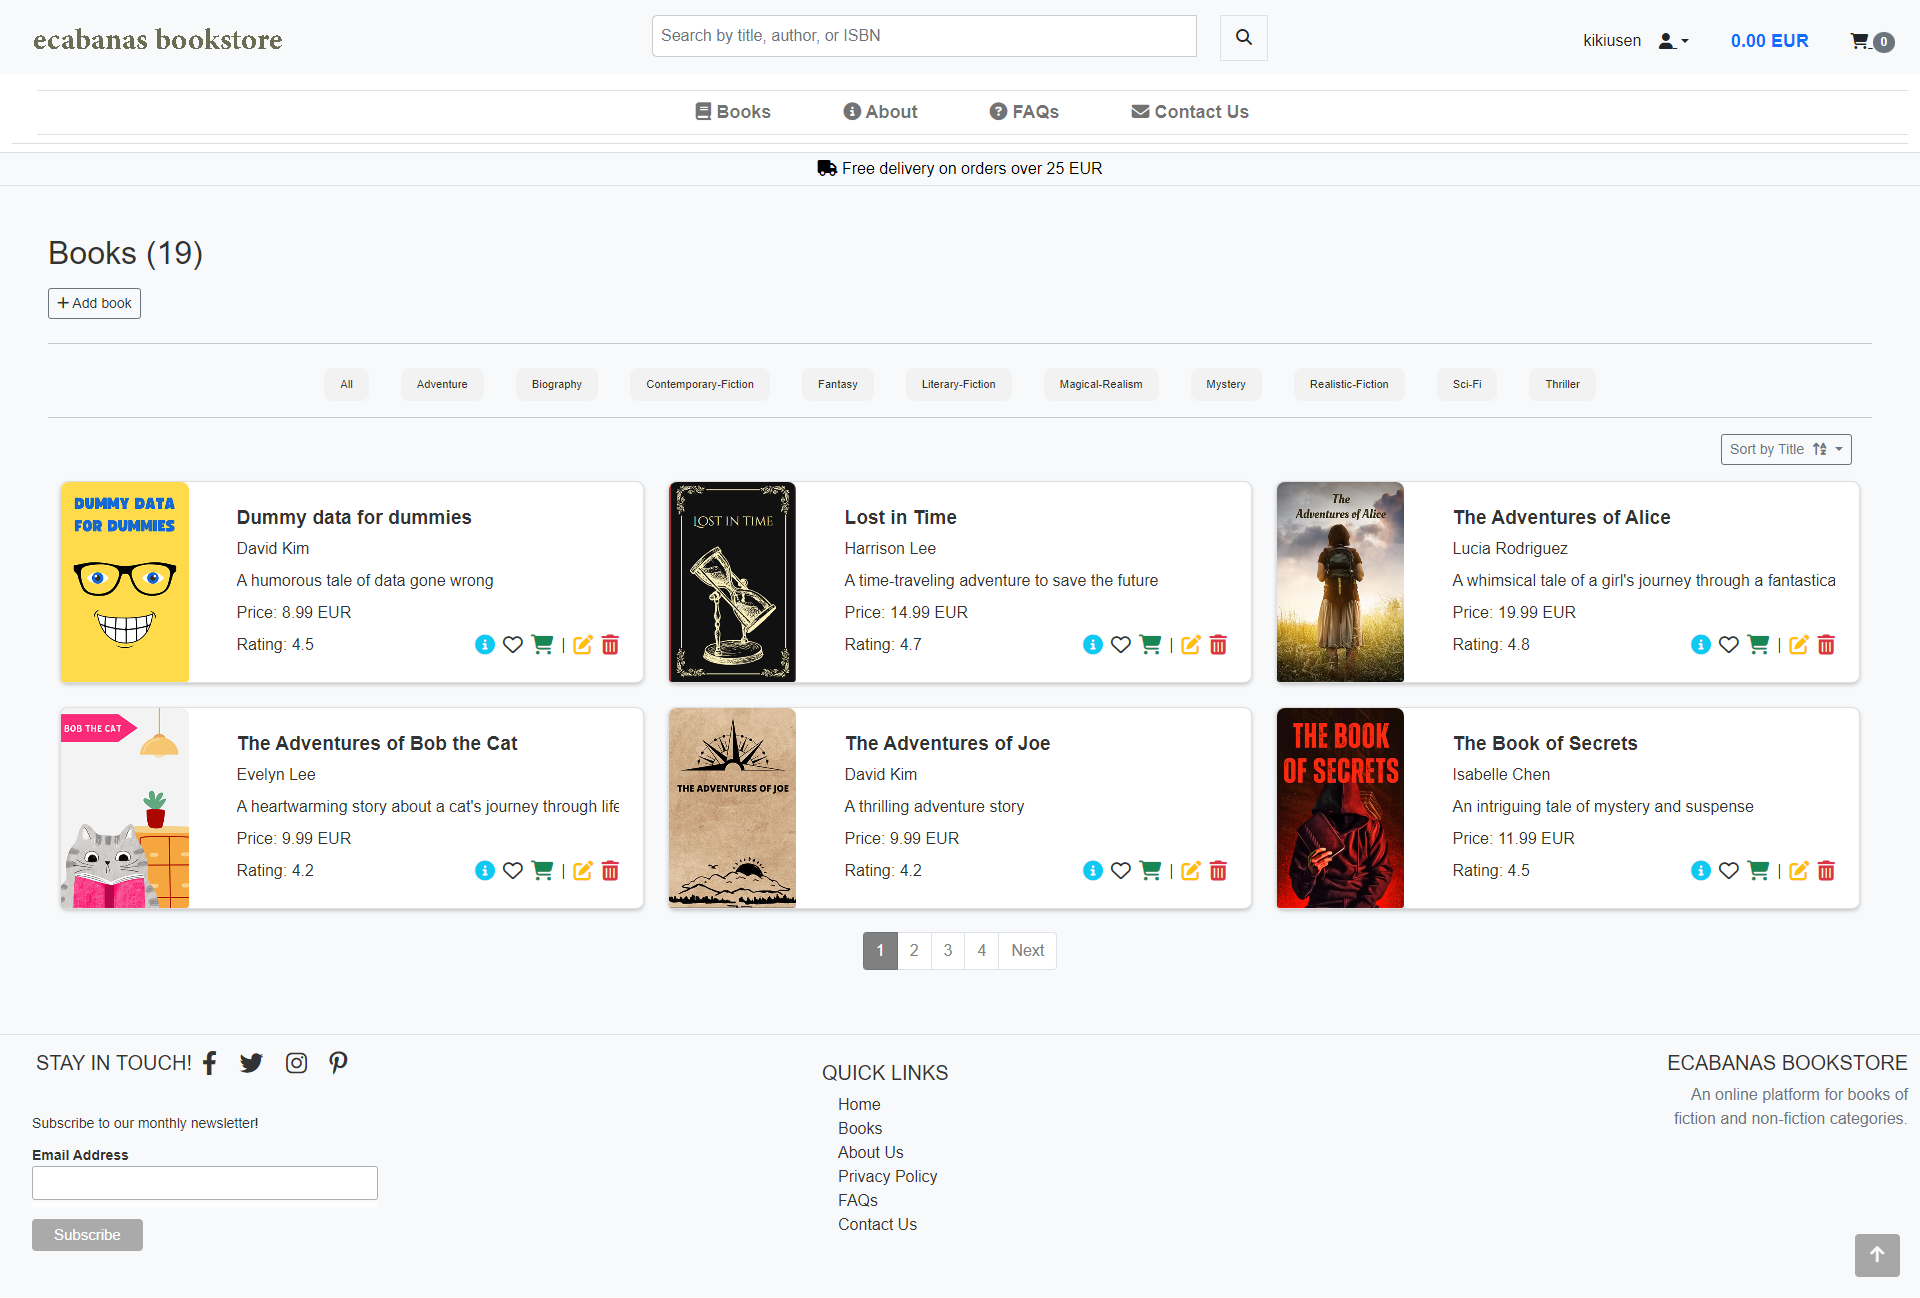 ecabanas bookstore
Search by title, author, or ISBN
kikiusen
0.00 EUR
0
Books
About
FAQs
Contact Us
Free delivery on orders over 25 EUR
Books (19)
Add book
All
Adventure
Biography
Contemporary-Fiction
Fantasy
Literary-Fiction
Magical-Realism
Mystery
Realistic-Fiction
Sci-Fi
Thriller
Sort by Title
DUMMY DATA
FOR DUMMIES
Dummy data for dummies
David Kim
A humorous tale of data gone wrong
Price: 8.99 EUR
Rating: 4.5
|
LOST IN TIME
Lost in Time
Harrison Lee
A time-traveling adventure to save the future
Price: 14.99 EUR
Rating: 4.7
|
The
Adventures of Alice
The Adventures of Alice
Lucia Rodriguez
A whimsical tale of a girl's journey through a fantastica
Price: 19.99 EUR
Rating: 4.8
|
BOB THE CAT
The Adventures of Bob the Cat
Evelyn Lee
A heartwarming story about a cat's journey through life
Price: 9.99 EUR
Rating: 4.2
|
THE ADVENTURES OF JOE
The Adventures of Joe
David Kim
A thrilling adventure story
Price: 9.99 EUR
Rating: 4.2
|
THE BOOK
OF SECRETS
The Book of Secrets
Isabelle Chen
An intriguing tale of mystery and suspense
Price: 11.99 EUR
Rating: 4.5
|
1
2
3
4
Next
STAY IN TOUCH!
Subscribe to our monthly newsletter!
Email Address
Subscribe
QUICK LINKS
Home
Books
About Us
Privacy Policy
FAQs
Contact Us
ECABANAS BOOKSTORE
An online platform for books of
fiction and non-fiction categories.